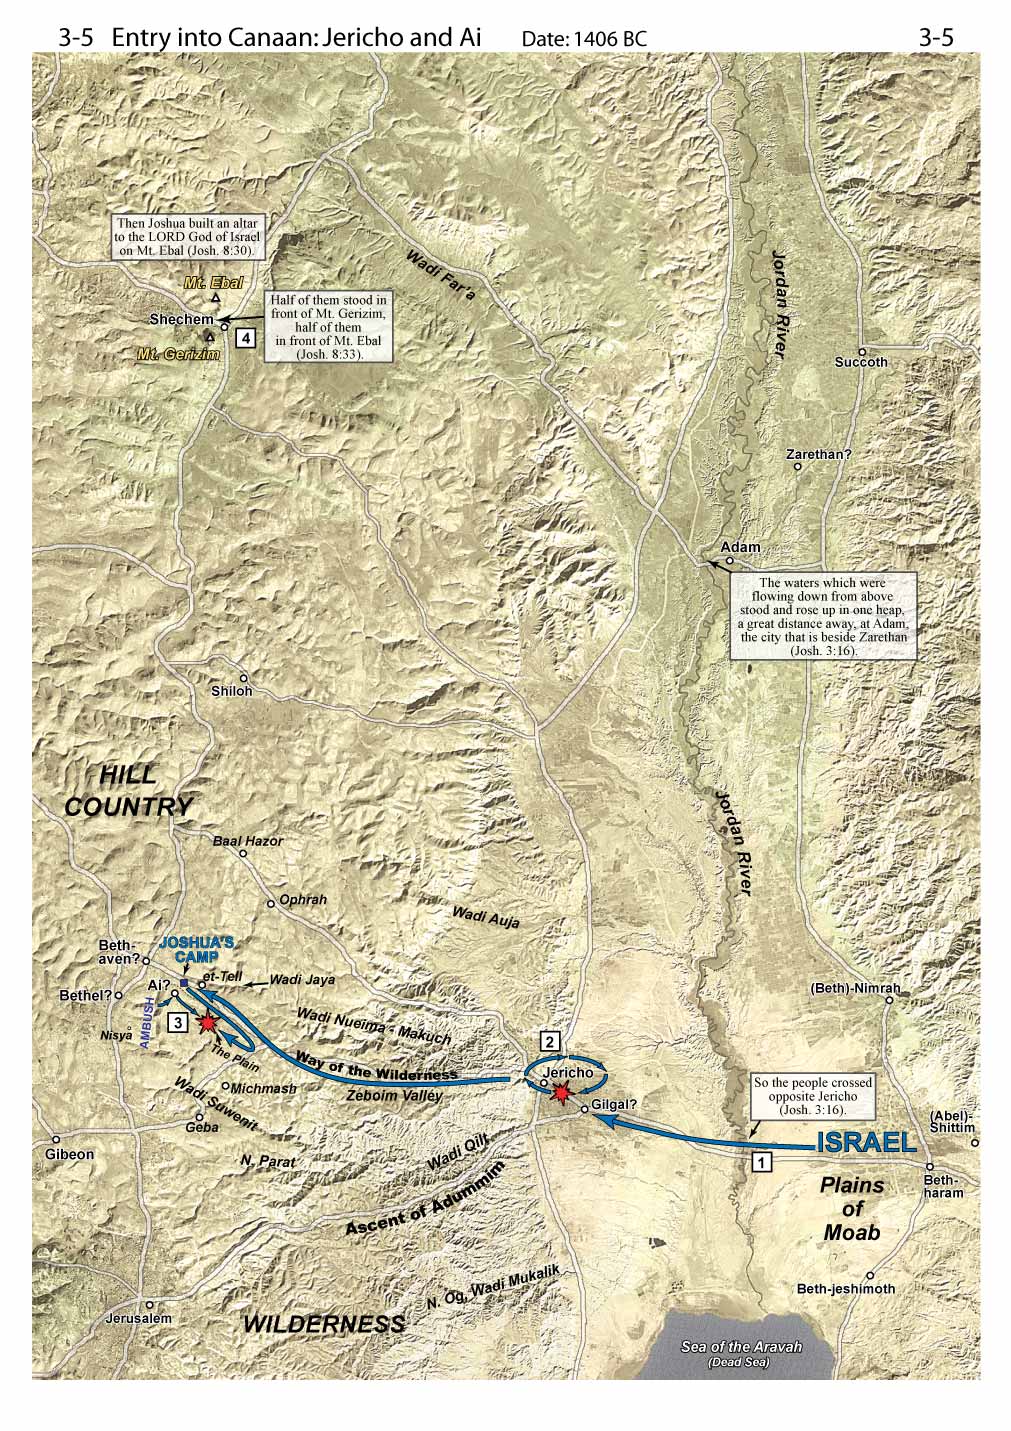 3-5 Entry into Canaan: Jericho and Ai Date: 1406 BC 3-5
Then Joshua built an altar
to the LORD God of Israel
on Mt. Ebal (Josh. 8:30).
Mt. Ebal
Shechem
Mt. Gerizim
4
Half of them stood in
front of Mt. Gerizim,
half of them
in front of Mt. Ebal
(Josh. 8:33).
Wadi Far'a
Jordan River
Succoth
Zarethan?
Adam
The waters which were
flowing down from above
stood and rose up in one heap,
a great distance away, at Adam,
the city that is beside Zarethan
(Josh. 3:16).
Shiloh
HILL
COUNTRY
Jordan River
Baal Hazor
Ophrah
Wadi Auja
Beth-
aven?
JOSHUA'S
CAMP
et-Tell
Wadi Jaya
Ai?
Bethel?
(Beth)-Nimrah
AMBUSH
3
Nisya
The Plain
Wadi Nueima - Makuch
2
Way of the Wilderness
Jericho
Zeboim Valley
Michmash
Wadi Suwenit
Geba
Gilgal?
So the people crossed
opposite Jericho
(Josh. 3:16).
(Abel)-
Shittim
ISRAEL
1
Gibeon
N. Parat
Wadi Qilt
Ascent of Adummim
Beth-
haram
Plains
of
Moab
N. Og, Wadi Mukalik
Beth-jeshimoth
Jerusalem
WILDERNESS
Sea of the Aravah
(Dead Sea)